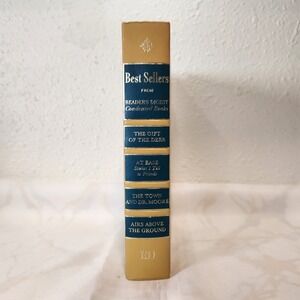 Best Sellers
FROM
READER'S DIGEST
Condensed Books
THE GIFT
OF THE DEER
AT EASE
Stories I Tell
to Friends
THE TOWN
AND DR. MOORE
AIRS ABOVE
THE GROUND